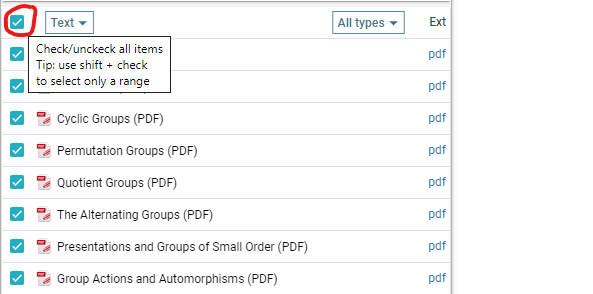 Text
All types
Ext
Check/unckeck all items
Tip: use shift + check
to select only a range
pdf
pdf
Cyclic Groups (PDF)
pdf
Permutation Groups (PDF)
pdf
Quotient Groups (PDF)
pdf
The Alternating Groups (PDF)
pdf
Presentations and Groups of Small Order (PDF)
pdf
Group Actions and Automorphisms (PDF)
pdf